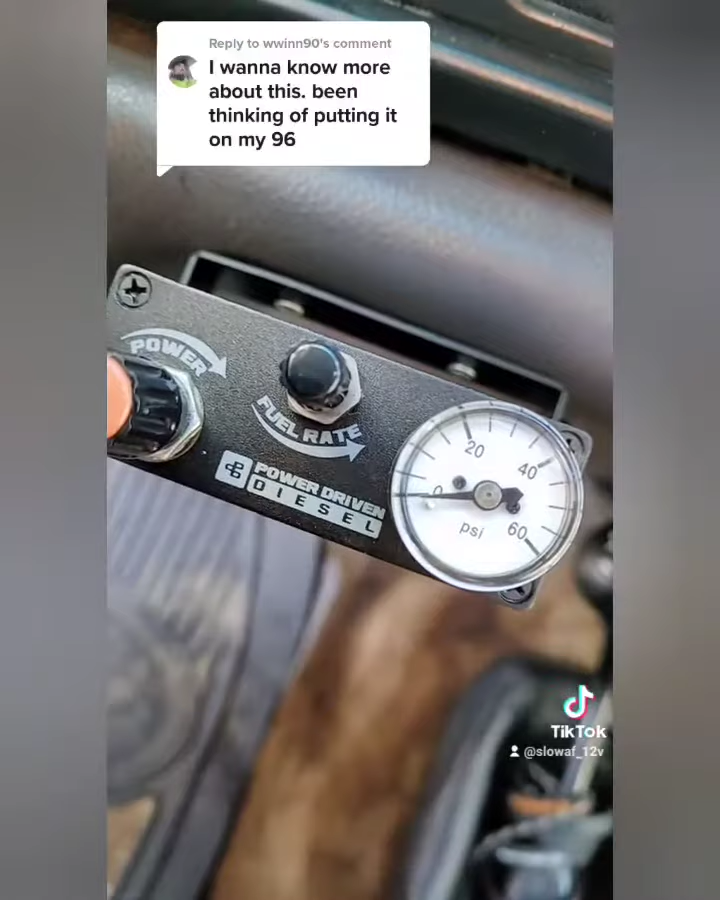 Reply to wwinn90's comment
I wanna know more
about this. been
thinking of putting it
on my 96
POWER
FUEL RATE
POWER DRIVEN
DIESEL
20
40
0
60
psi
TikTok
@slowaf_12v